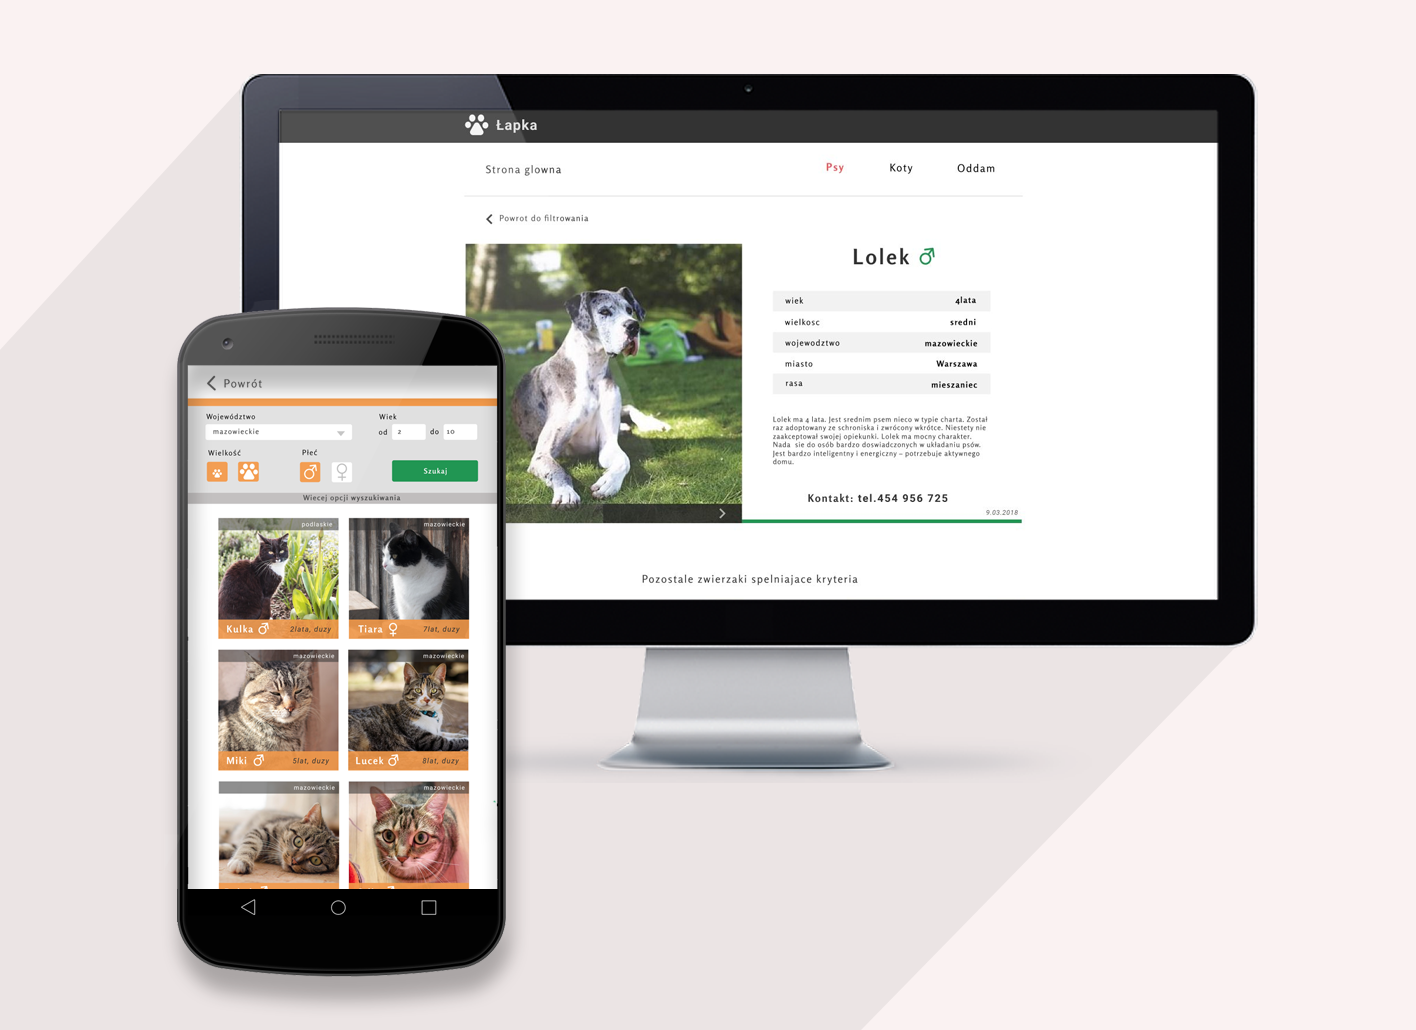 Łapka
Strona glowna
Psy
Koty
Oddam
Powrot do filtrowania
Lolek
wiek
4lata
wielkosc
sredni
wojewodztwo
mazowieckie
miasto
Warszawa
rasa
mieszaniec
Lolek ma 4 lata. Jest srednim psem nieco w typie charta. Został
raz adoptowany ze schroniska i zwrócony wkrótce. Niestety nie
zaakceptował swojej opiekunki. Lolek ma mocny charakter.
Nada sie do osób bardzo doswiadczonych w układaniu psów.
Jest bardzo inteligentny i energiczny – potrzebuje aktywnego
domu.
Kontakt: tel.454 956 725
9.03.2018
Pozostale zwierzaki spelniajace kryteria
Powrót
Województwo
Wiek
mazowieckie
od
2
do
10
Wielkość
Płeć
Szukaj
Wiecej opcji wyszukiwania
podlaskie
mazowieckie
Kulka
2lata, duzy
Tiara
7lat, duzy
mazowieckie
mazowieckie
Miki
5lat, duzy
Lucek
8lat, duzy
mazowieckie
mazowieckie